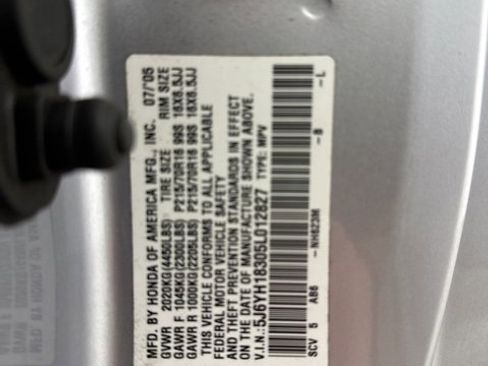 MFD. BY HONDA OF AMERICA MFG., INC. 07/05
GVWR 2020KG(4450LBS) TIRE SIZE RIM SIZE
GAWR F 1045KG(2300LBS) P215/70R16 99S 16X6.5JJ
GAWR R 1000KG(2205LBS) P215/70R16 99S 16X6.5JJ
THIS VEHICLE CONFORMS TO ALL APPLICABLE
FEDERAL MOTOR VEHICLE SAFETY
AND THEFT PREVENTION STANDARDS IN EFFECT
ON THE DATE OF MANUFACTURE SHOWN ABOVE.
V.I.N.: 5J6YH18305L012827 TYPE: MPV
SCV 5 AB6 -NH623M -B -L